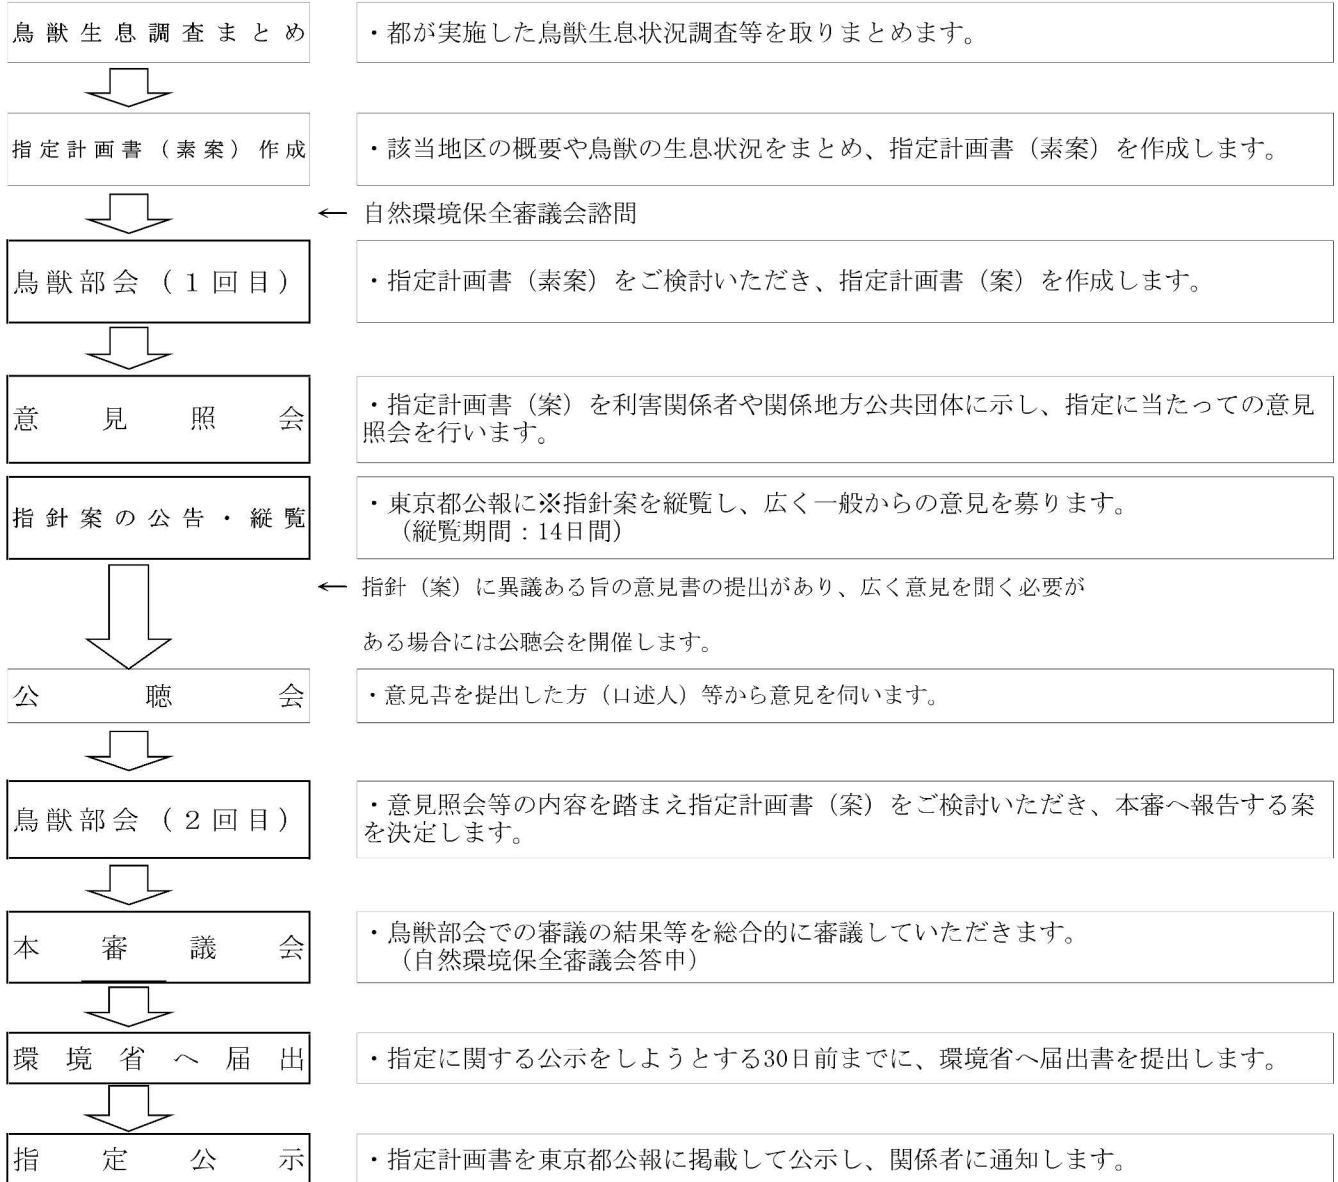 鳥獣生息調査まとめ
・都が実施した鳥獣生息状況調査等を取りまとめます。
指定計画書（素案）作成
・該当地区の概要や鳥獣の生息状況をまとめ、指定計画書（素案）を作成します。
← 自然環境保全審議会諮問
鳥獣部会（１回目）
・指定計画書（素案）をご検討いただき、指定計画書（案）を作成します。
意見照会
・指定計画書（案）を利害関係者や関係地方公共団体に示し、指定に当たっての意見
照会を行います。
指針案の公告・縦覧
・東京都公報に※指針案を縦覧し、広く一般からの意見を募ります。
（縦覧期間：14日間）
← 指針（案）に異議ある旨の意見書の提出があり、広く意見を聞く必要が
ある場合には公聴会を開催します。
公聴会
・意見書を提出した方（口述人）等から意見を伺います。
鳥獣部会（２回目）
・意見照会等の内容を踏まえ指定計画書（案）をご検討いただき、本審へ報告する案
を決定します。
本審議会
・鳥獣部会での審議の結果等を総合的に審議していただきます。
（自然環境保全審議会答申）
環境省へ届出
・指定に関する公示をしようとする30日前までに、環境省へ届出書を提出します。
指定公示
・指定計画書を東京都公報に掲載して公示し、関係者に通知します。